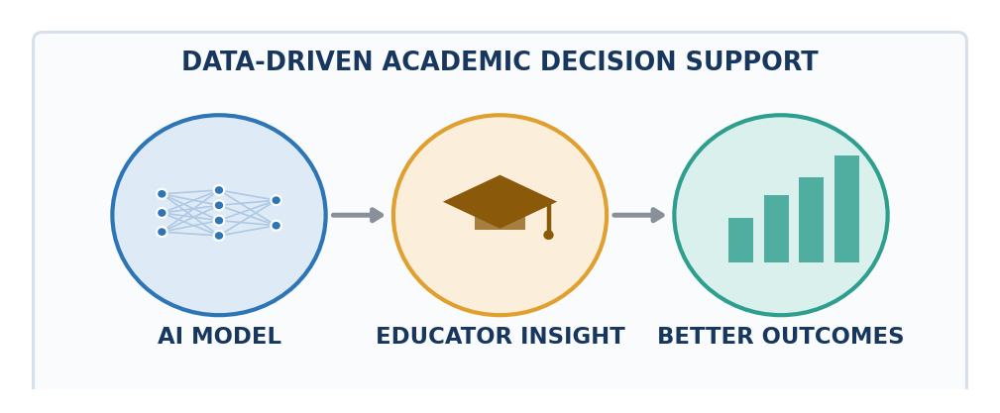 DATA-DRIVEN ACADEMIC DECISION SUPPORT
AI MODEL
EDUCATOR INSIGHT
BETTER OUTCOMES